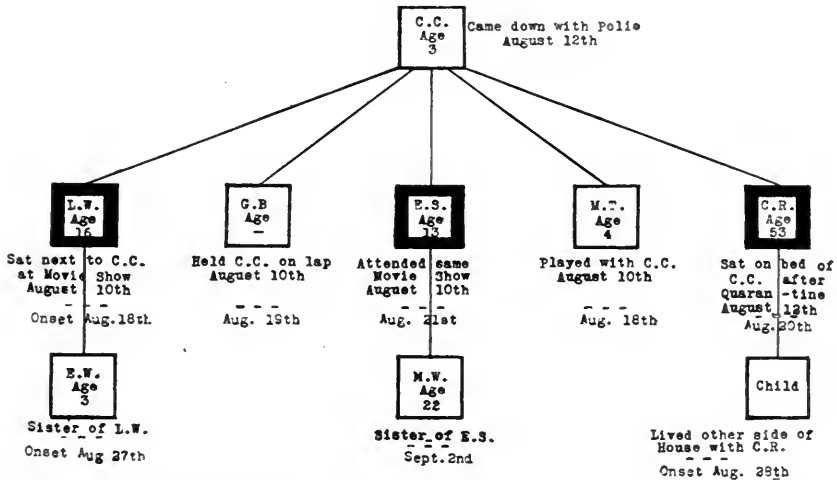 C.C.
Age
3
Came down with Polio
August 12th
L.W.
Age
16
Sat next to C.C.
at Movie Show
August 10th
Onset Aug.18th
G.B
Age
—
Held C.C. on lap
August 10th
Aug. 19th
E.S.
Age
13
Attended same
Movie Show
August 10th
Aug. 21st
M.T.
Age
4
Played with C.C.
August 10th
Aug. 18th
C.R.
Age
53
Sat on bed of
C.C. after
Quaran-tine
August 12th
Aug.20th
E.W.
Age
3
Sister of L.W.
Onset Aug 27th
M.W.
Age
22
Sister of E.S.
Sept.2nd
Child
Lived other side of
House with C.R.
Onset Aug. 28th